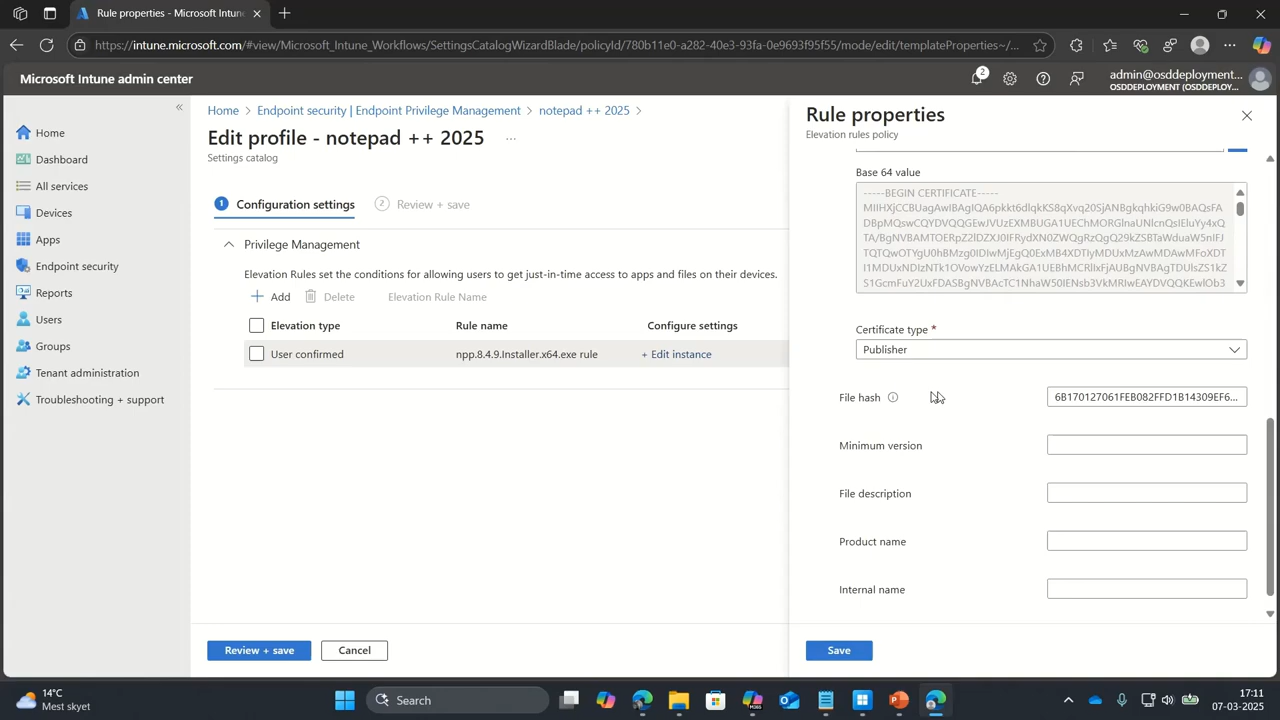 Rule properties - Microsoft Int
https://intune.microsoft.com/#view/Microsoft_Intune_Workflows/SettingsCatalogWizardBlade/policyId/780b11e0-a282-40e3-93fa-0e9693f95f55/mode/edit/templateProperties~/...
Microsoft Intune admin center
2
admin@osddeployment...
OSDDEPLOYMENT (OSDDEPLOY...
Home
Dashboard
All services
Devices
Apps
Endpoint security
Reports
Users
Groups
Tenant administration
Troubleshooting + support
Home > Endpoint security | Endpoint Privilege Management > notepad ++ 2025 >
Edit profile - notepad ++ 2025 ...
Settings catalog
1 Configuration settings
2 Review + save
Privilege Management
Elevation Rules set the conditions for allowing users to get just-in-time access to apps and files on their devices.
+ Add
Delete
Elevation Rule Name
Elevation type
Rule name
Configure settings
User confirmed
npp.8.4.9.Installer.x64.exe rule
+ Edit instance
Review + save
Cancel
Rule properties
Elevation rules policy
Base 64 value
-----BEGIN CERTIFICATE-----
Certificate type *
Publisher
File hash
6B170127061FEB082FFD1B14309EF6...
Minimum version
File description
Product name
Internal name
Save
14°C
Mest skyet
Search
17:11
07-03-2025